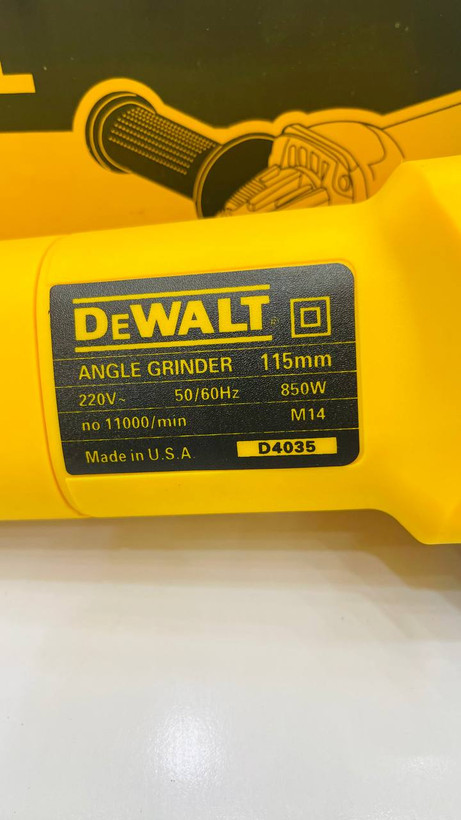 DEWALT
ANGLE GRINDER 115mm
220V~ 50/60Hz 850W
no 11000/min M14
Made in U.S.A D4035